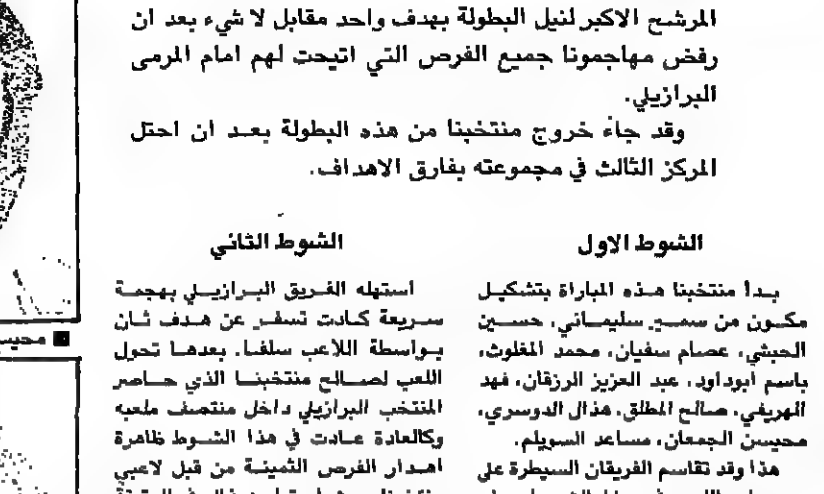 المرشح الاكبر لنيل البطولة بهدف واحد مقابل لا شيء بعد ان
رفض مهاجمونا جميع الفرص التي اتيحت لهم امام المرمى
البرازيلي.
وقد جاء خروج منتخبنا من هذه البطولة بعد ان احتل
المركز الثالث في مجموعته بفارق الاهداف.
الشوط الاول
بدأ منتخبنا هذه المباراة بتشكيل
مكون من سمير سليماني، حسين
الحبشي، عصام سفيان، محمد المغلوث،
باسم ابوداود، عبد العزيز الرزقان، فهد
الهريفي، صالح المطلق، هذال الدوسري،
محيسن الجمعان، مساعد السويلم.
هذا وقد تقاسم الفريقان السيطرة على
الشوط الثاني
استهله الفريق البرازيلي بهجمة
سريعة كادت تسفر عن هدف ثان
بواسطة اللاعب سلفا، بعدها تحول
اللعب لصالح منتخبنا الذي حاصر
المنتخب البرازيلي داخل منتصف ملعبه
وكالعادة عادت في هذا الشوط ظاهرة
اهدار الفرص الثمينة من قبل لاعبي
محيس